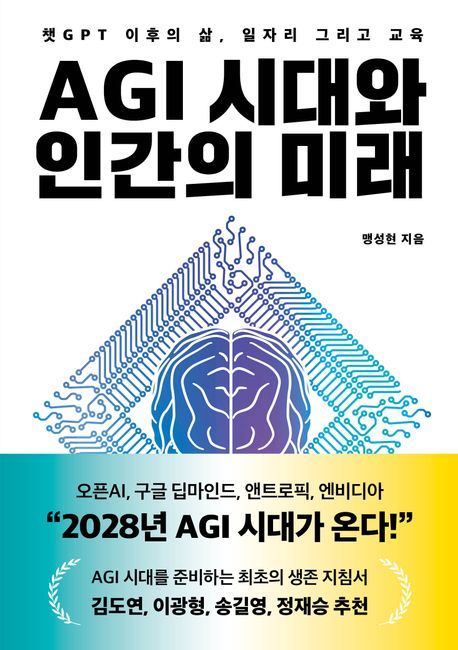 챗GPT 이후의 삶, 일자리 그리고 교육
AGI 시대와
인간의 미래
맹성현 지음
오픈AI, 구글 딥마인드, 앤트로픽, 엔비디아
“2028년 AGI 시대가 온다!”
AGI 시대를 준비하는 최초의 생존 지침서
김도연, 이광형, 송길영, 정재승 추천